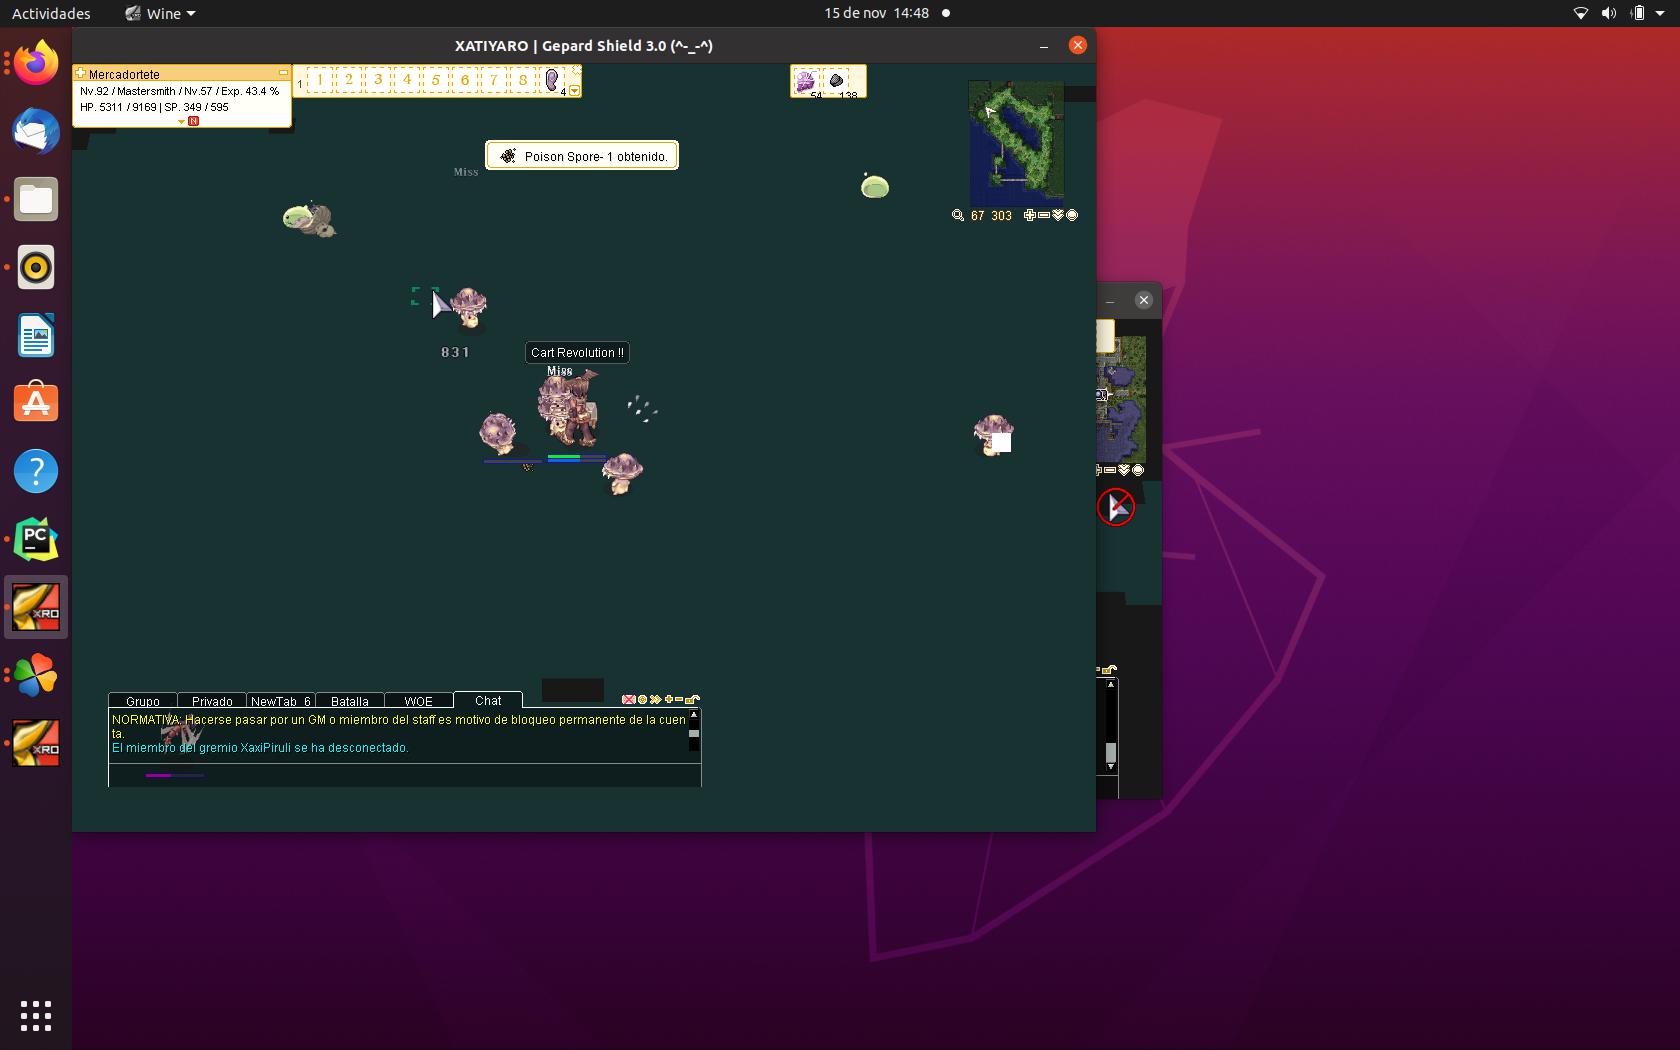 Actividades
Wine
15 de nov 14:48
XATIYARO | Gepard Shield 3.0 (^-_-^)
Mercadortete
Nv.92 / Mastersmith / Nv.57 / Exp. 43.4 %
HP. 5311 / 9169 | SP. 349 / 595
N
1 1 2 3 4 5 6 7 8 4
54 138
Poison Spore- 1 obtenido.
Miss
67 303
831
Cart Revolution !!
Miss
PC
XRO
XRO
Grupo Privado NewTab 6 Batalla WOE Chat
NORMATIVA: Hacerse pasar por un GM o miembro del staff es motivo de bloqueo permanente de la cuen
ta.
El miembro del gremio XaxiPiruli se ha desconectado.